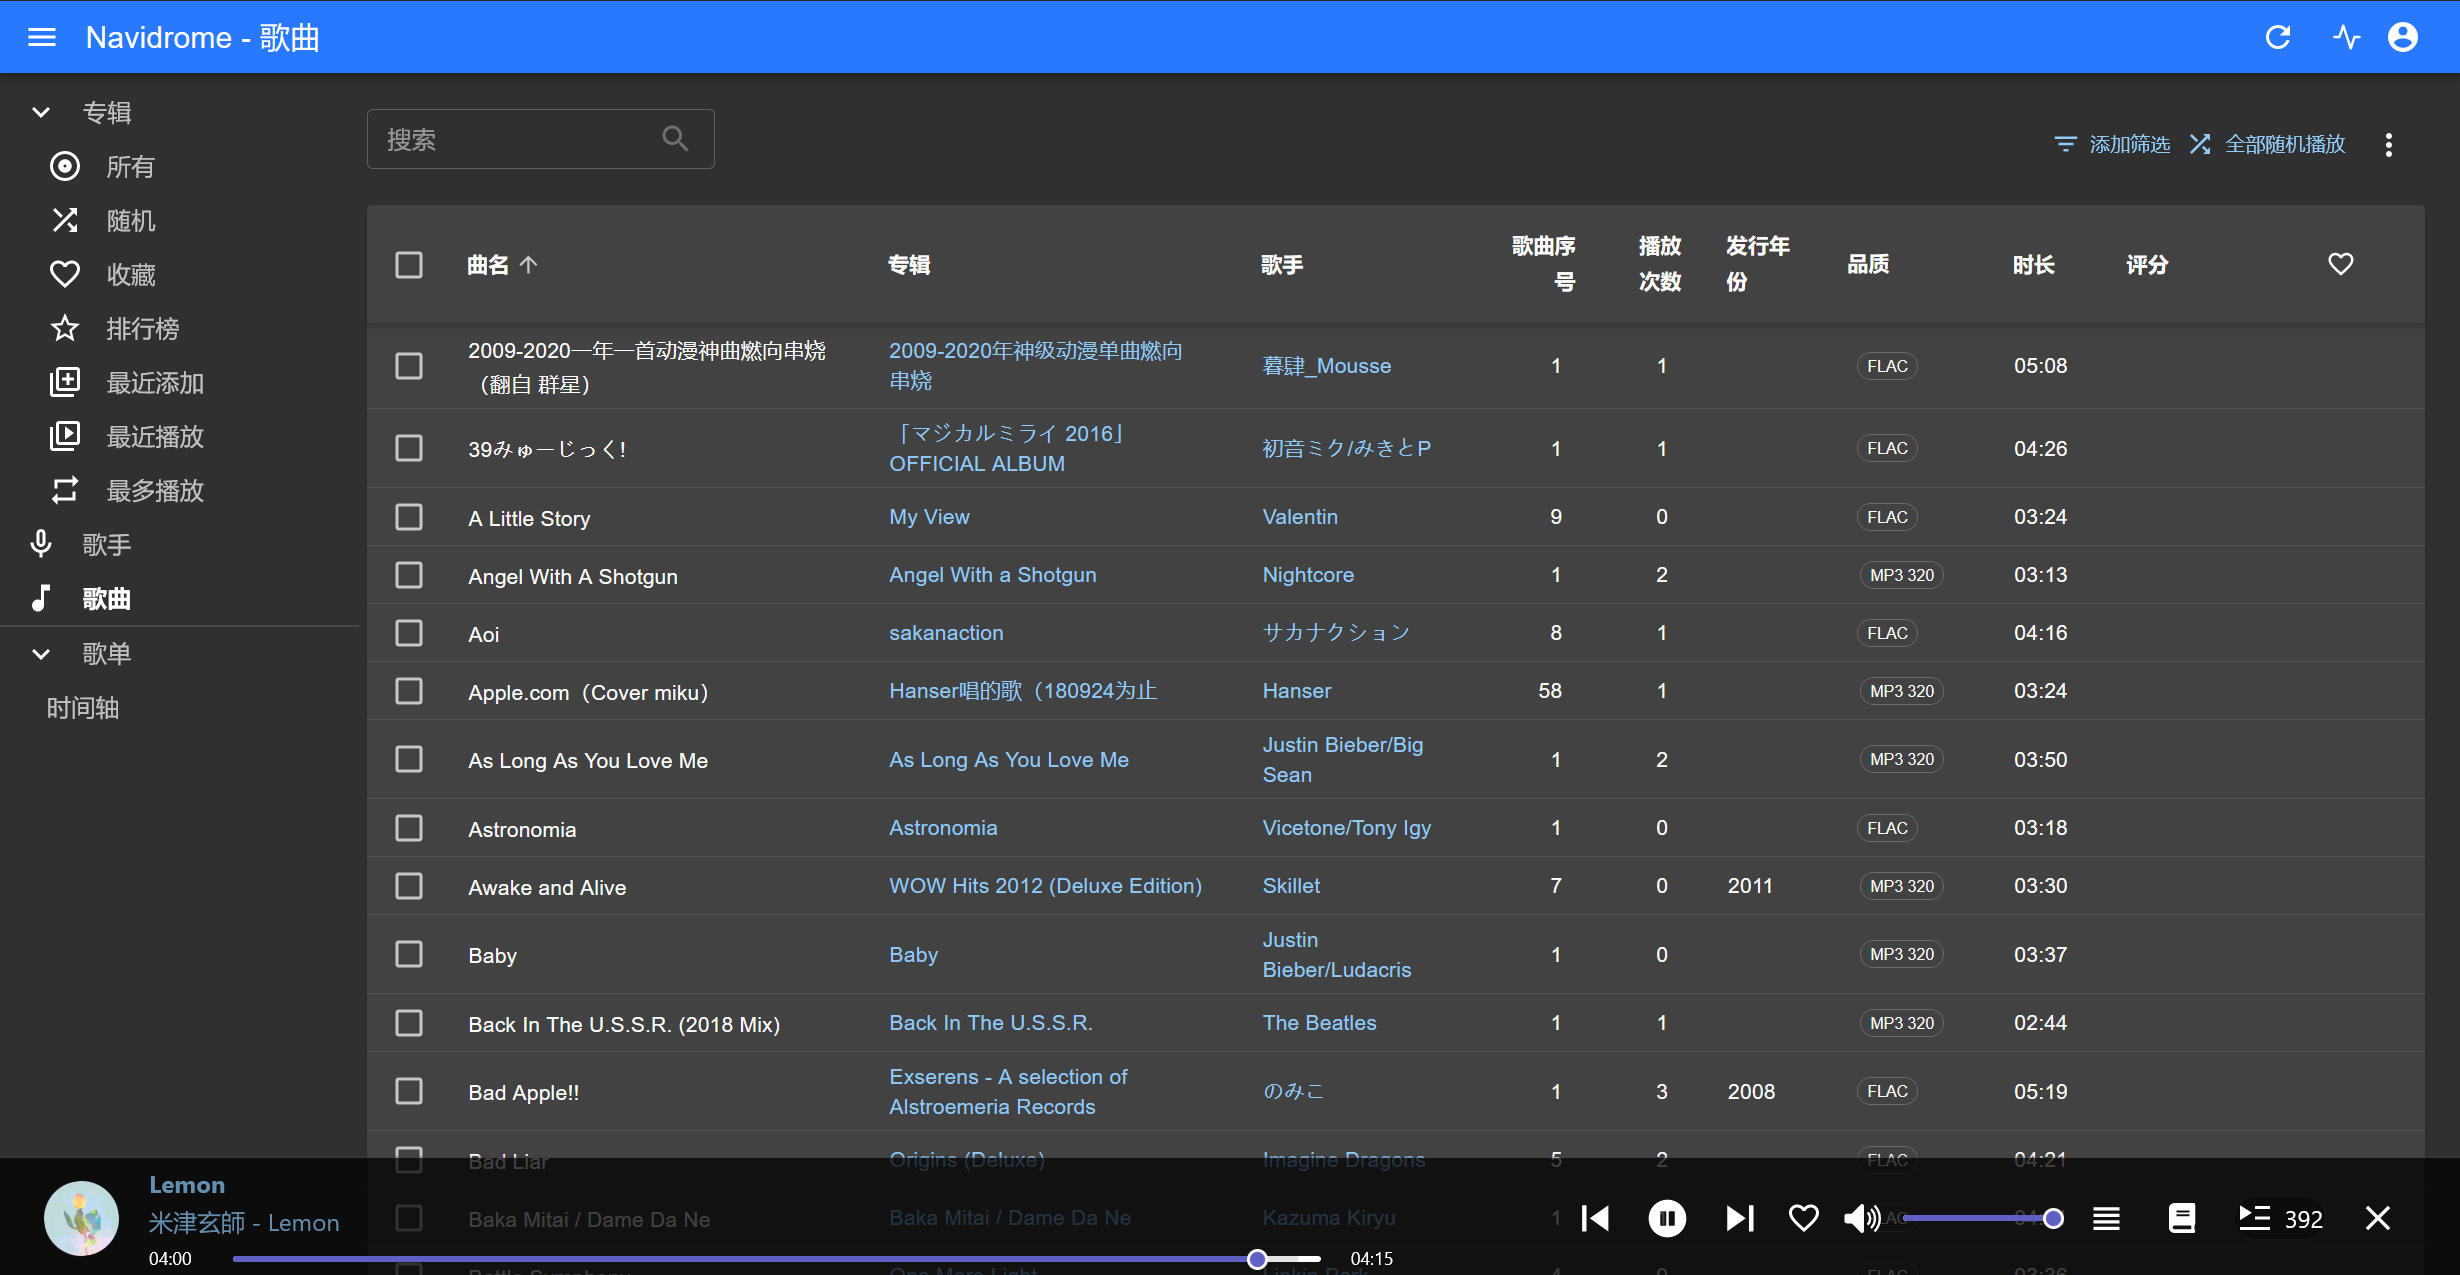 Navidrome - 歌曲
专辑
所有
随机
收藏
排行榜
最近添加
最近播放
最多播放
歌手
歌曲
歌单
时间轴
搜索
添加筛选 全部随机播放
曲名 专辑 歌手 歌曲序号 播放次数 发行年份 品质 时长 评分
2009-2020一年一首动漫神曲燃向串烧
（翻自 群星）
2009-2020年神级动漫单曲燃向
串烧
暮肆_Mousse 1 1 FLAC 05:08
39みゅーじっく!
「マジカルミライ 2016」
OFFICIAL ALBUM
初音ミク/みきとP 1 1 FLAC 04:26
A Little Story My View Valentin 9 0 FLAC 03:24
Angel With A Shotgun Angel With a Shotgun Nightcore 1 2 MP3 320 03:13
Aoi sakanaction サカナクション 8 1 FLAC 04:16
Apple.com（Cover miku） Hanser唱的歌（180924为止 Hanser 58 1 MP3 320 03:24
As Long As You Love Me As Long As You Love Me
Justin Bieber/Big
Sean
1 2 MP3 320 03:50
Astronomia Astronomia Vicetone/Tony Igy 1 0 FLAC 03:18
Awake and Alive WOW Hits 2012 (Deluxe Edition) Skillet 7 0 2011 MP3 320 03:30
Baby Baby
Justin
Bieber/Ludacris
1 0 MP3 320 03:37
Back In The U.S.S.R. (2018 Mix) Back In The U.S.S.R. The Beatles 1 1 MP3 320 02:44
Bad Apple!!
Exserens - A selection of
Alstroemeria Records
のみこ 1 3 2008 FLAC 05:19
Bad Liar Origins (Deluxe) Imagine Dragons 5 2 FLAC 04:21
Baka Mitai / Dame Da Ne Baka Mitai / Dame Da Ne Kazuma Kiryu 1
Lemon
米津玄師 - Lemon
04:00 04:15
392